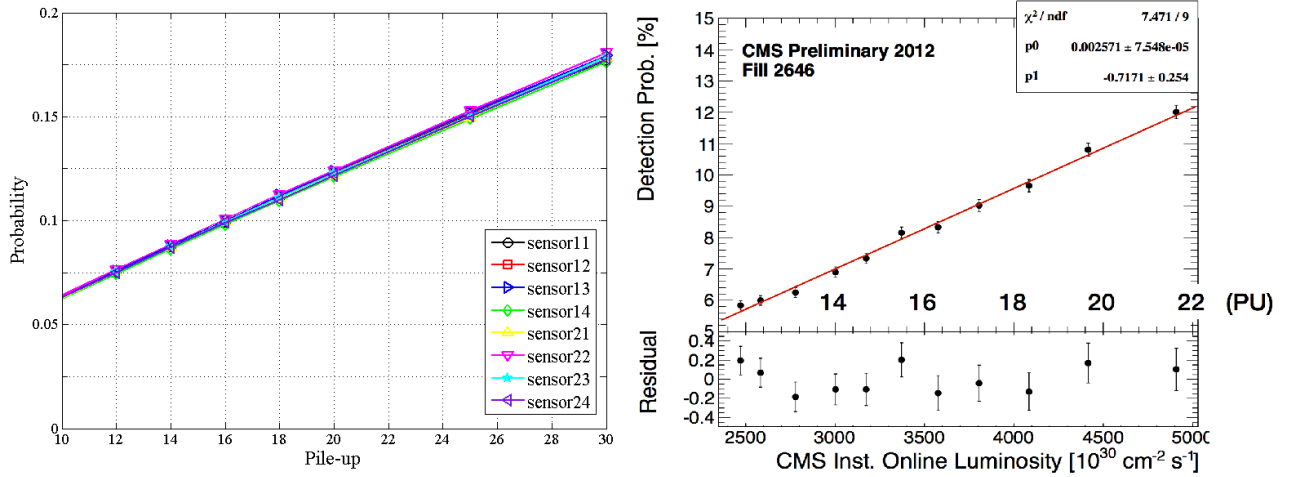 0.2
0.15
0.1
0.05
0
Probability
10 12 14 16 18 20 22 24 26 28 30
Pile-up
sensor11
sensor12
sensor13
sensor14
sensor21
sensor22
sensor23
sensor24
Detection Prob. [%]
15
14
13
12
11
10
9
8
7
6
5
CMS Preliminary 2012
Fill 2646
χ² / ndf 7.471 / 9
p0 0.002571 ± 7.548e-05
p1 -0.7171 ± 0.254
14 16 18 20 22 (PU)
Residual
0.4
0.2
0
-0.2
-0.4
2500 3000 3500 4000 4500 5000
CMS Inst. Online Luminosity [10³⁰ cm⁻² s⁻¹]